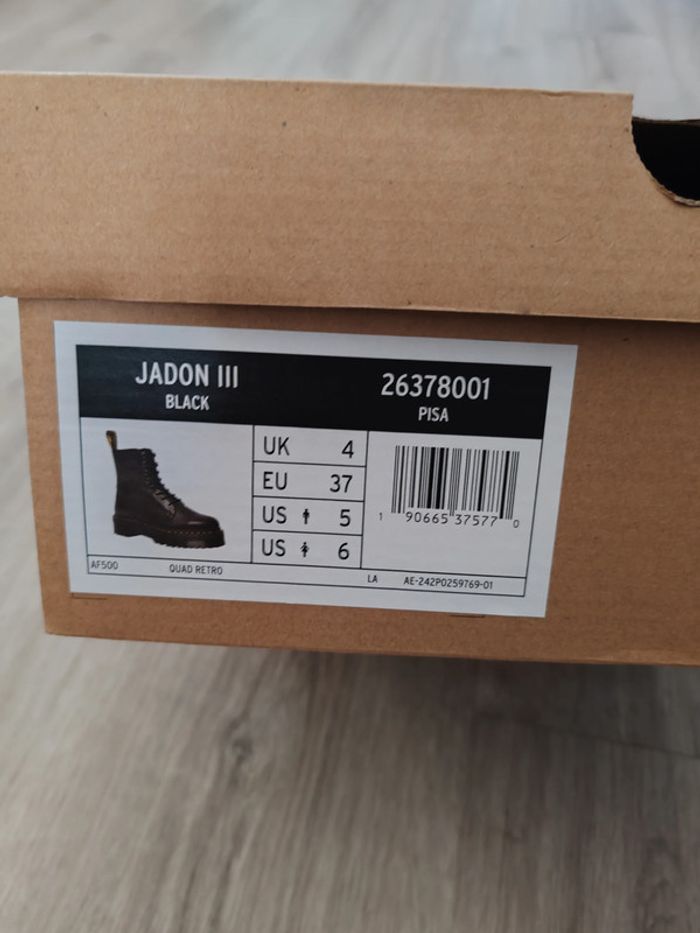 JADON III
BLACK
26378001
PISA
UK 4
EU 37
US 5
US 6
1 90665 37577 0
AF500
QUAD RETRO
LA
AE-242P0259769-01